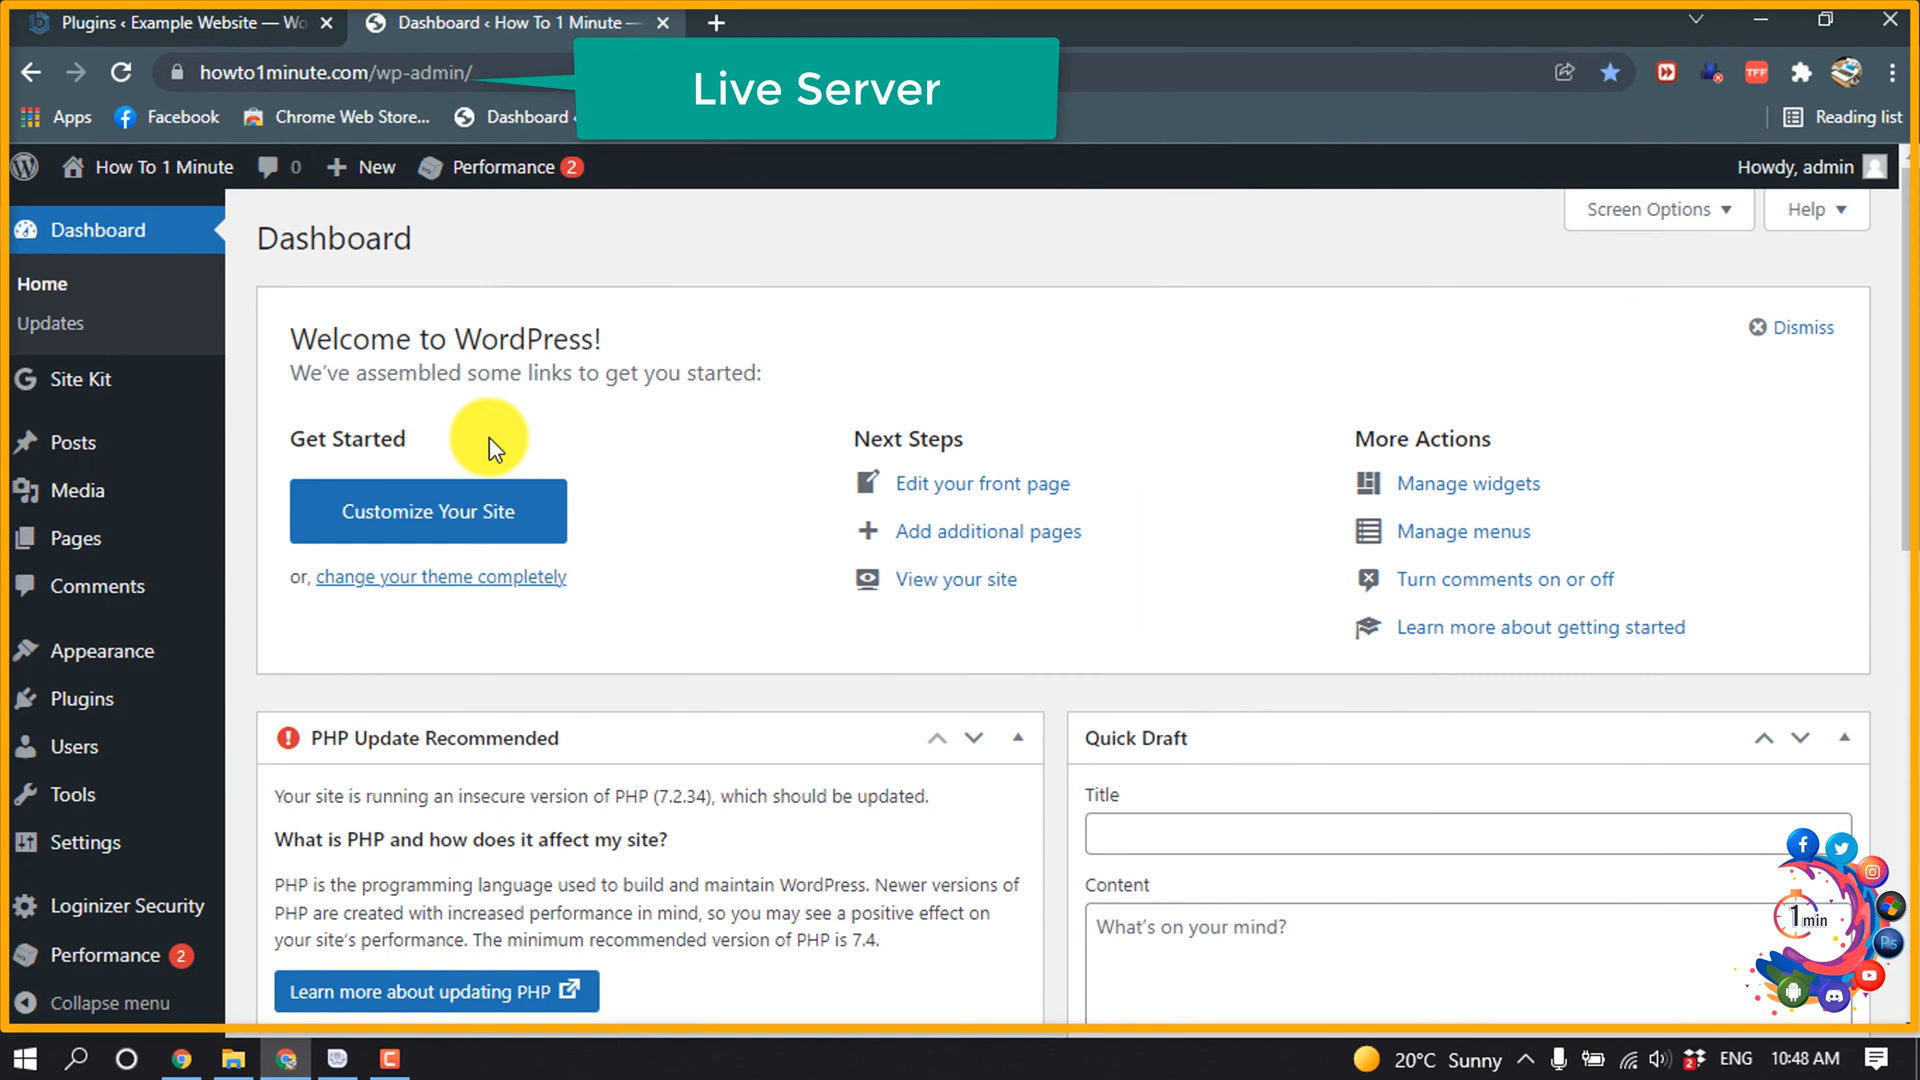 Plugins ‹ Example Website — Wo
Dashboard ‹ How To 1 Minute —
howto1minute.com/wp-admin/
Live Server
TFF
Apps
Facebook
Chrome Web Store...
Dashboard ‹
Reading list
How To 1 Minute
0
New
Performance 2
Howdy, admin
Screen Options
Help
Dashboard
Home
Updates
Site Kit
Posts
Media
Pages
Comments
Appearance
Plugins
Users
Tools
Settings
Loginizer Security
Performance 2
Collapse menu
Dashboard
Welcome to WordPress!
We've assembled some links to get you started:
Dismiss
Get Started
Customize Your Site
or, change your theme completely
Next Steps
Edit your front page
Add additional pages
View your site
More Actions
Manage widgets
Manage menus
Turn comments on or off
Learn more about getting started
PHP Update Recommended
Your site is running an insecure version of PHP (7.2.34), which should be updated.
What is PHP and how does it affect my site?
PHP is the programming language used to build and maintain WordPress. Newer versions of
PHP are created with increased performance in mind, so you may see a positive effect on
your site's performance. The minimum recommended version of PHP is 7.4.
Learn more about updating PHP
Quick Draft
Title
Content
What's on your mind?
1 min
Ps
20°C Sunny
2
ENG
10:48 AM